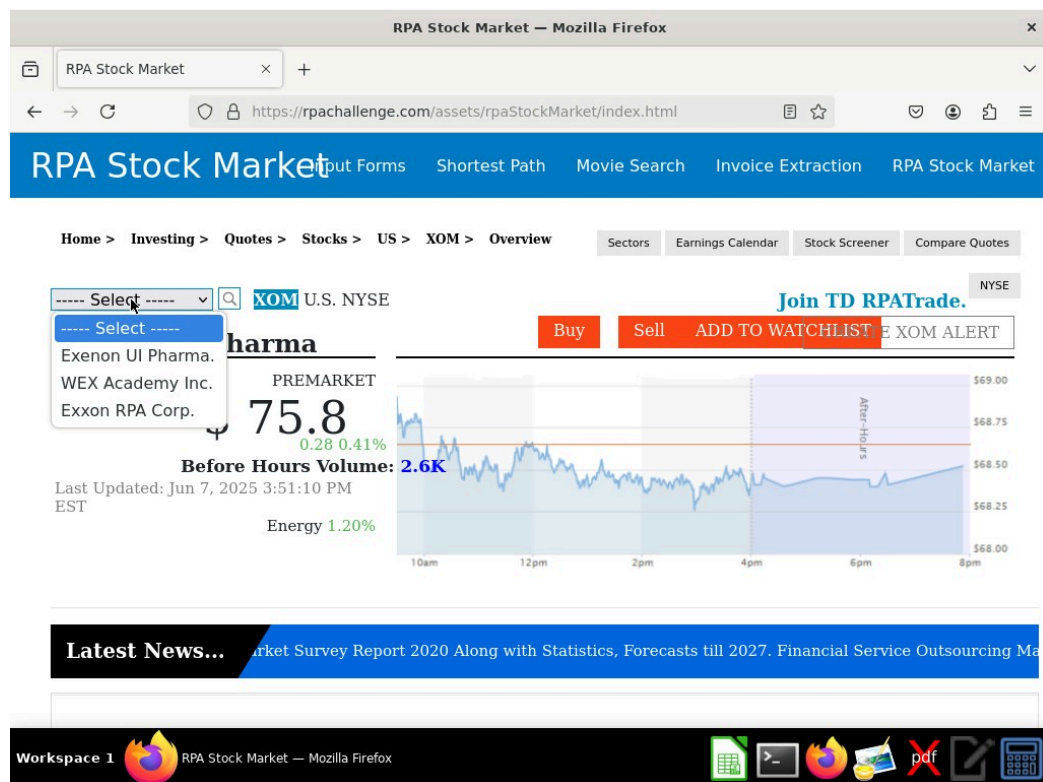 RPA Stock Market — Mozilla Firefox
RPA Stock Market
https://rpachallenge.com/assets/rpaStockMarket/index.html
RPA Stock Market
Input Forms
Shortest Path
Movie Search
Invoice Extraction
RPA Stock Market
Home > Investing > Quotes > Stocks > US > XOM > Overview
Sectors
Earnings Calendar
Stock Screener
Compare Quotes
NYSE
----- Select -----
XOM U.S. NYSE
Join TD RPATrade.
----- Select -----
Exenon UI Pharma.
WEX Academy Inc.
Exxon RPA Corp.
harma
Buy
Sell
ADD TO WATCHLIST
XOM ALERT
PREMARKET
$ 75.8
0.28 0.41%
Before Hours Volume: 2.6K
Last Updated: Jun 7, 2025 3:51:10 PM
EST
Energy 1.20%
$69.00
$68.75
$68.50
$68.25
$68.00
After-Hours
10am
12pm
2pm
4pm
6pm
8pm
Latest News...
rket Survey Report 2020 Along with Statistics, Forecasts till 2027. Financial Service Outsourcing Ma
Workspace 1
RPA Stock Market — Mozilla Firefox
pdf